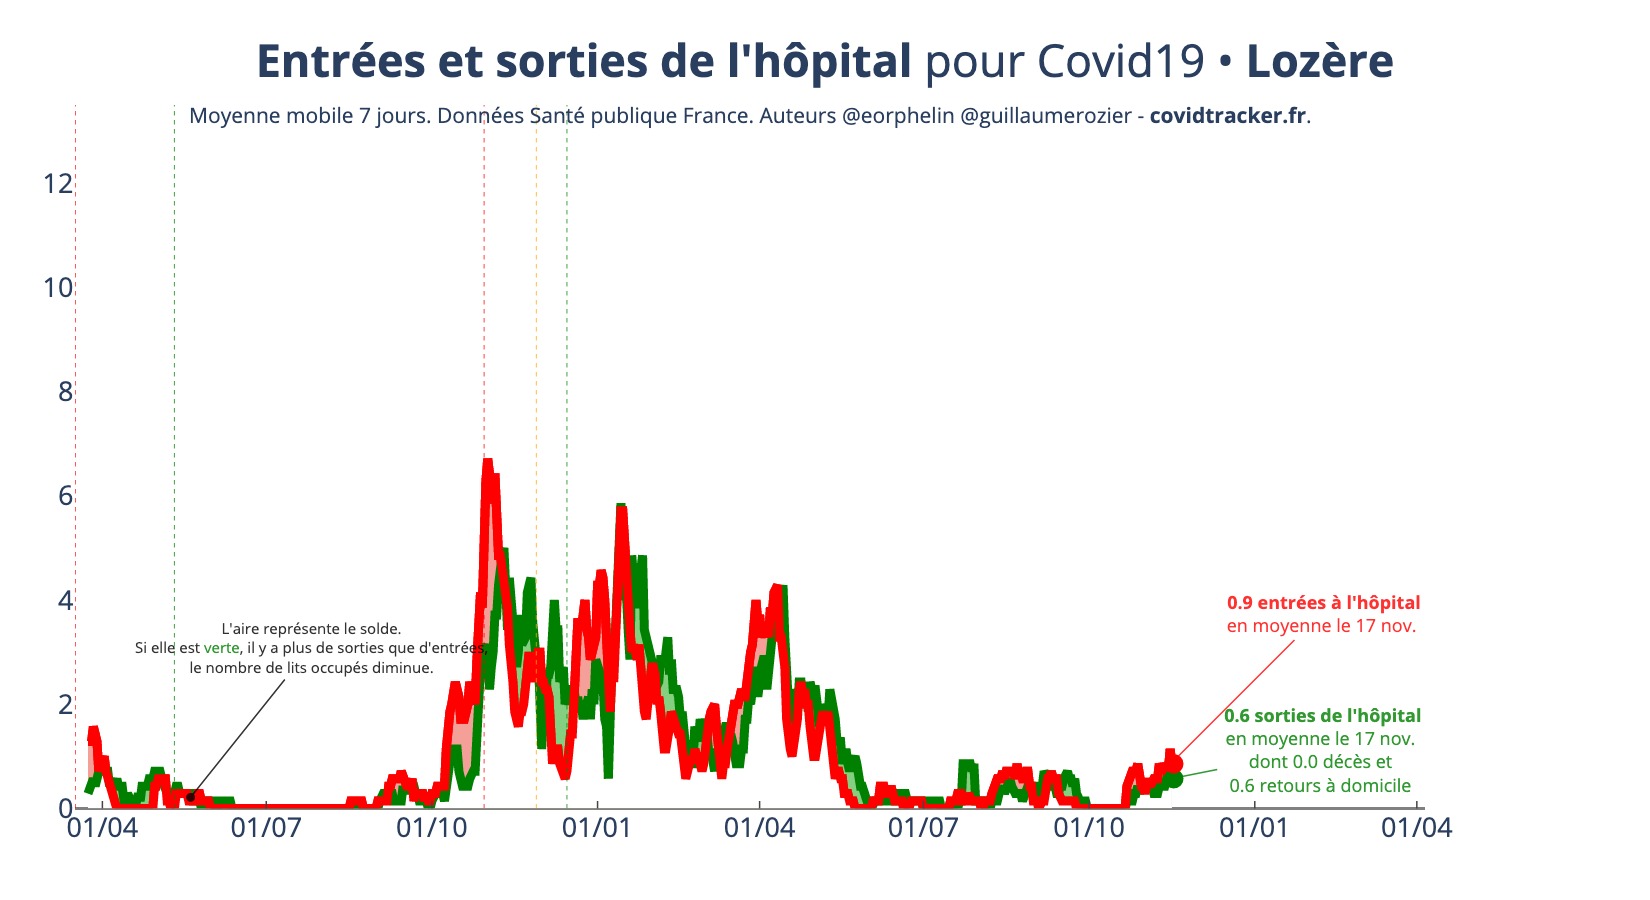 Entrées et sorties de l'hôpital pour Covid19 • Lozère
Moyenne mobile 7 jours. Données Santé publique France. Auteurs @eorphelin @guillaumerozier - covidtracker.fr.
12
10
8
6
4
2
0
L'aire représente le solde.
Si elle est verte, il y a plus de sorties que d'entrées,
le nombre de lits occupés diminue.
0.9 entrées à l'hôpital
en moyenne le 17 nov.
0.6 sorties de l'hôpital
en moyenne le 17 nov.
dont 0.0 décès et
0.6 retours à domicile
01/04 01/07 01/10 01/01 01/04 01/07 01/10 01/01 01/04